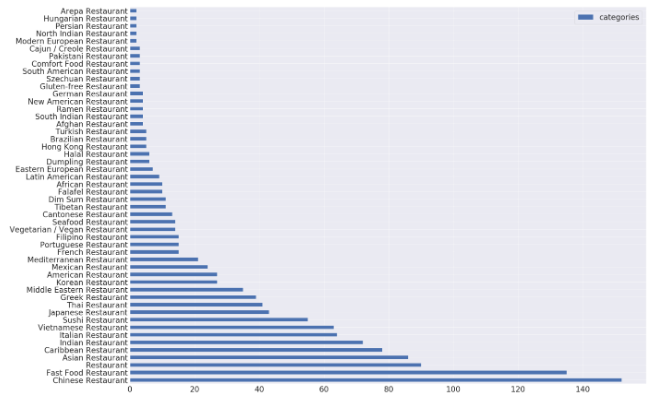 Arepa Restaurant
Hungarian Restaurant
Persian Restaurant
North Indian Restaurant
Modern European Restaurant
Cajun / Creole Restaurant
Pakistani Restaurant
Comfort Food Restaurant
South American Restaurant
Szechuan Restaurant
Gluten-free Restaurant
German Restaurant
New American Restaurant
Ramen Restaurant
South Indian Restaurant
Afghan Restaurant
Turkish Restaurant
Brazilian Restaurant
Hong Kong Restaurant
Halal Restaurant
Dumpling Restaurant
Eastern European Restaurant
Latin American Restaurant
African Restaurant
Falafel Restaurant
Dim Sum Restaurant
Tibetan Restaurant
Cantonese Restaurant
Seafood Restaurant
Vegetarian / Vegan Restaurant
Filipino Restaurant
Portuguese Restaurant
French Restaurant
Mediterranean Restaurant
Mexican Restaurant
American Restaurant
Korean Restaurant
Middle Eastern Restaurant
Greek Restaurant
Thai Restaurant
Japanese Restaurant
Sushi Restaurant
Vietnamese Restaurant
Italian Restaurant
Indian Restaurant
Caribbean Restaurant
Asian Restaurant
Restaurant
Fast Food Restaurant
Chinese Restaurant
0 20 40 60 80 100 120 140
categories